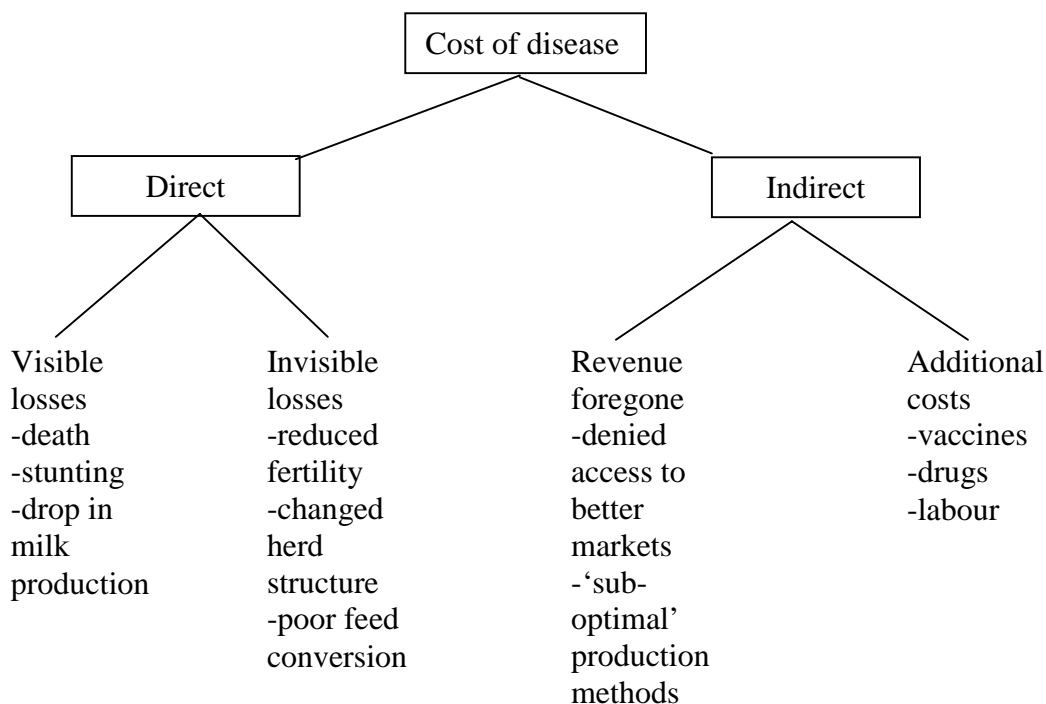 Cost of disease
Direct
Indirect
Visible
losses
-death
-stunting
-drop in
milk
production
Invisible
losses
-reduced
fertility
-changed
herd
structure
-poor feed
conversion
Revenue
foregone
-denied
access to
better
markets
-‘sub-
optimal’
production
methods
Additional
costs
-vaccines
-drugs
-labour